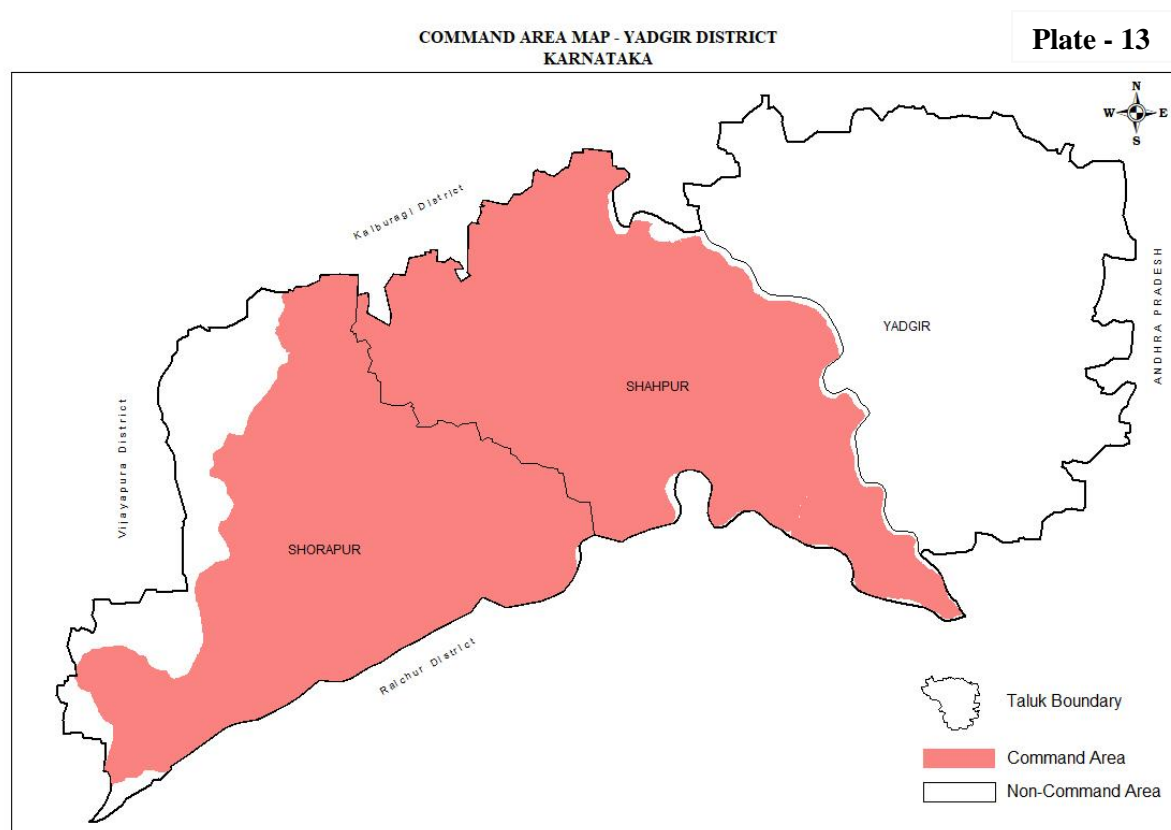 COMMAND AREA MAP - YADGIR DISTRICT
KARNATAKA
Plate - 13
N
W E
S
Kalburagi District
YADGIR
ANDHRA PRADESH
SHAHPUR
Vijayapura District
SHORAPUR
Raichur District
Taluk Boundary
Command Area
Non-Command Area